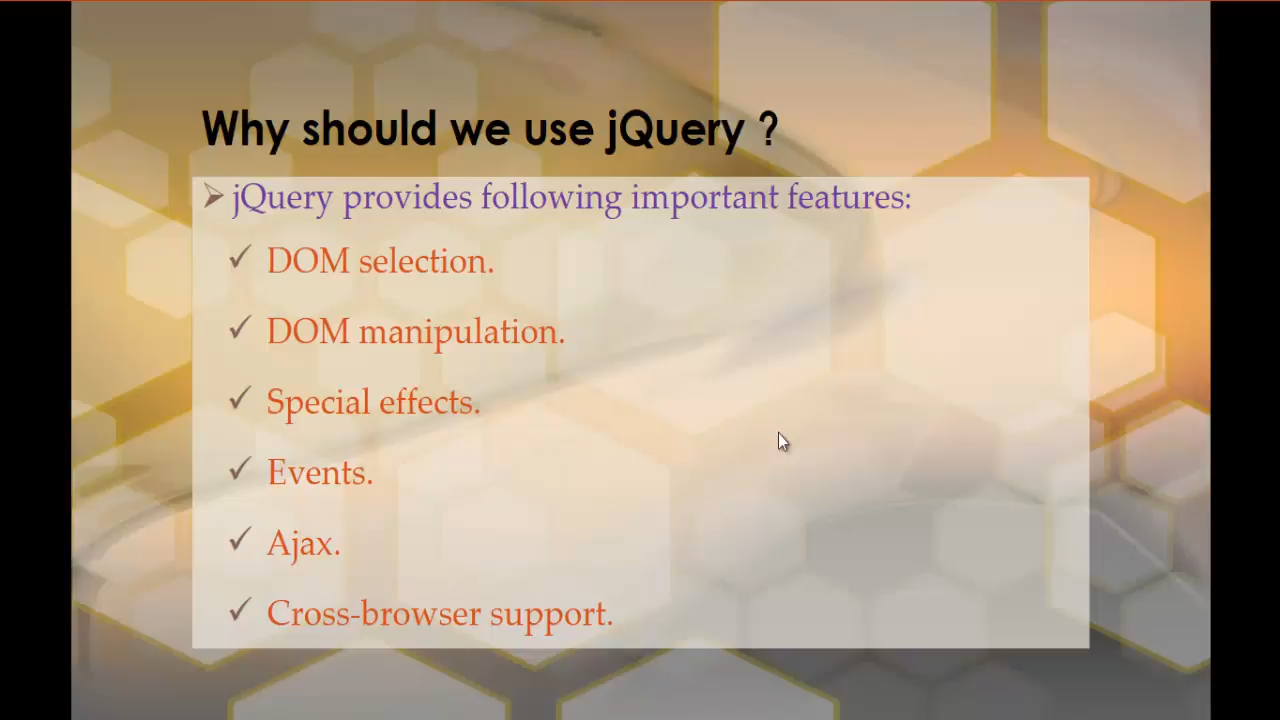 Why should we use jQuery ?
jQuery provides following important features:
DOM selection.
DOM manipulation.
Special effects.
Events.
Ajax.
Cross-browser support.